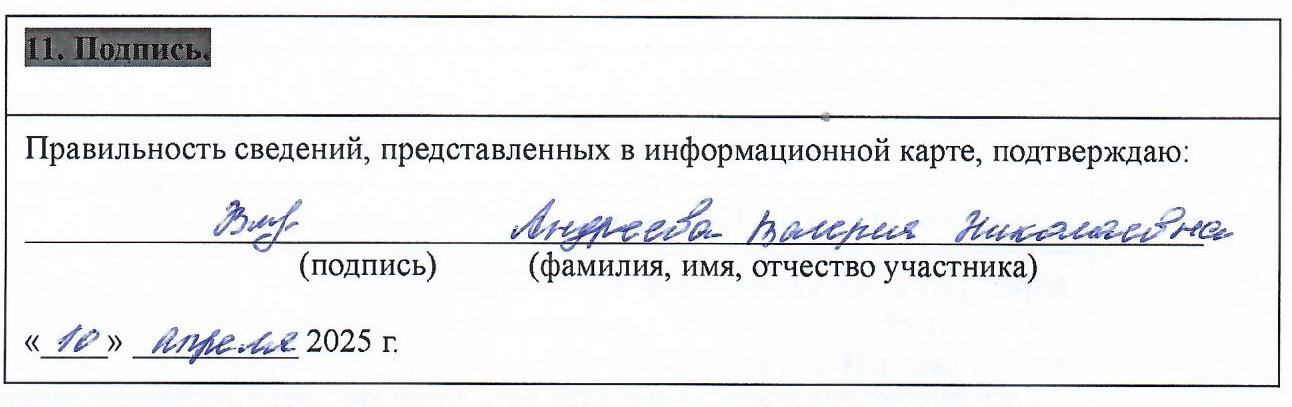 11. Подпись.
Правильность сведений, представленных в информационной карте, подтверждаю:
Андреева Валерия Николаевна
(подпись) (фамилия, имя, отчество участника)
«10» апреля 2025 г.